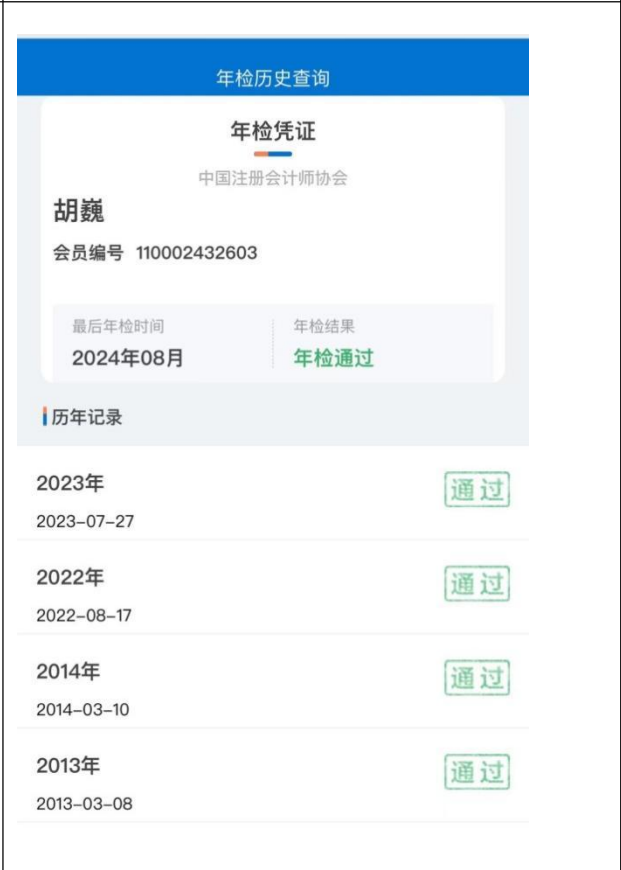 年检历史查询
年检凭证
中国注册会计师协会
胡巍
会员编号 110002432603
最后年检时间 年检结果
2024年08月 年检通过
历年记录
2023年 通过
2023-07-27
2022年 通过
2022-08-17
2014年 通过
2014-03-10
2013年 通过
2013-03-08